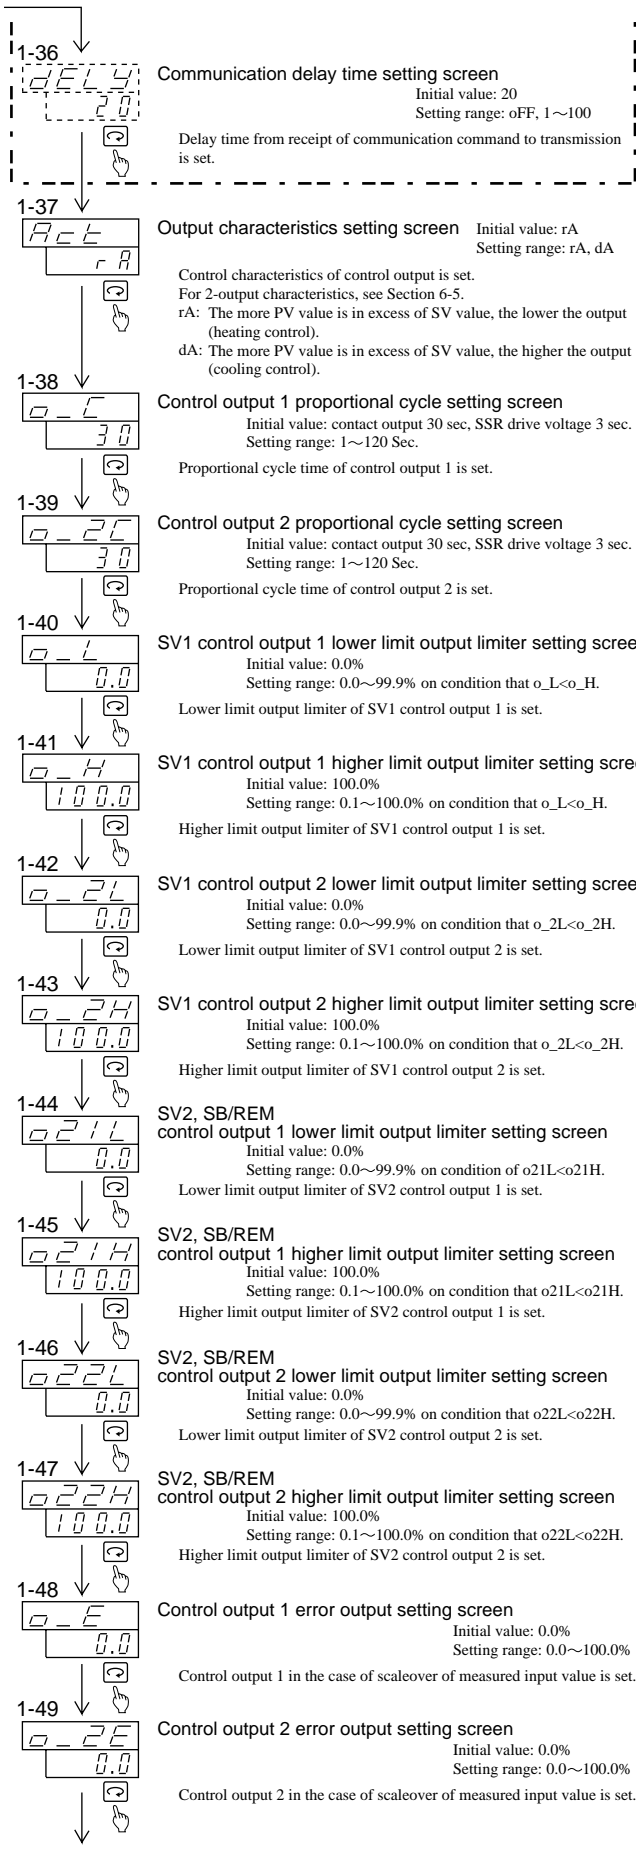 1-36
dELY
20
Communication delay time setting screen
Initial value: 20
Setting range: oFF, 1～100
Delay time from receipt of communication command to transmission
is set.
1-37
Act
rA
Output characteristics setting screen Initial value: rA
Setting range: rA, dA
Control characteristics of control output is set.
For 2-output characteristics, see Section 6-5.
rA: The more PV value is in excess of SV value, the lower the output
(heating control).
dA: The more PV value is in excess of SV value, the higher the output
(cooling control).
1-38
o_C
30
Control output 1 proportional cycle setting screen
Initial value: contact output 30 sec, SSR drive voltage 3 sec.
Setting range: 1～120 Sec.
Proportional cycle time of control output 1 is set.
1-39
o_2C
30
Control output 2 proportional cycle setting screen
Initial value: contact output 30 sec, SSR drive voltage 3 sec.
Setting range: 1～120 Sec.
Proportional cycle time of control output 2 is set.
1-40
o_L
0.0
SV1 control output 1 lower limit output limiter setting scree
Initial value: 0.0%
Setting range: 0.0～99.9% on condition that o_L<o_H.
Lower limit output limiter of SV1 control output 1 is set.
1-41
o_H
100.0
SV1 control output 1 higher limit output limiter setting scre
Initial value: 100.0%
Setting range: 0.1～100.0% on condition that o_L<o_H.
Higher limit output limiter of SV1 control output 1 is set.
1-42
o_2L
0.0
SV1 control output 2 lower limit output limiter setting scree
Initial value: 0.0%
Setting range: 0.0～99.9% on condition that o_2L<o_2H.
Lower limit output limiter of SV1 control output 2 is set.
1-43
o_2H
100.0
SV1 control output 2 higher limit output limiter setting scre
Initial value: 100.0%
Setting range: 0.1～100.0% on condition that o_2L<o_2H.
Higher limit output limiter of SV1 control output 2 is set.
1-44
o21L
0.0
SV2, SB/REM
control output 1 lower limit output limiter setting screen
Initial value: 0.0%
Setting range: 0.0～99.9% on condition of o21L<o21H.
Lower limit output limiter of SV2 control output 1 is set.
1-45
o21H
100.0
SV2, SB/REM
control output 1 higher limit output limiter setting screen
Initial value: 100.0%
Setting range: 0.1～100.0% on condition that o21L<o21H.
Higher limit output limiter of SV2 control output 1 is set.
1-46
o22L
0.0
SV2, SB/REM
control output 2 lower limit output limiter setting screen
Initial value: 0.0%
Setting range: 0.0～99.9% on condition that o22L<o22H.
Lower limit output limiter of SV2 control output 2 is set.
1-47
o22H
100.0
SV2, SB/REM
control output 2 higher limit output limiter setting screen
Initial value: 100.0%
Setting range: 0.1～100.0% on condition that o22L<o22H.
Higher limit output limiter of SV2 control output 2 is set.
1-48
o_E
0.0
Control output 1 error output setting screen
Initial value: 0.0%
Setting range: 0.0～100.0%
Control output 1 in the case of scaleover of measured input value is set.
1-49
o_2E
0.0
Control output 2 error output setting screen
Initial value: 0.0%
Setting range: 0.0～100.0%
Control output 2 in the case of scaleover of measured input value is set.